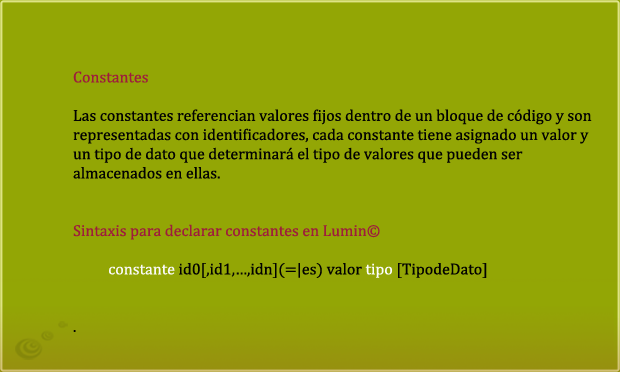 Constantes
Las constantes referencian valores fijos dentro de un bloque de código y son
representadas con identificadores, cada constante tiene asignado un valor y
un tipo de dato que determinará el tipo de valores que pueden ser
almacenados en ellas.
Sintaxis para declarar constantes en Lumin©
constante id0[,id1,...,idn](=|es) valor tipo [TipodeDato]
.